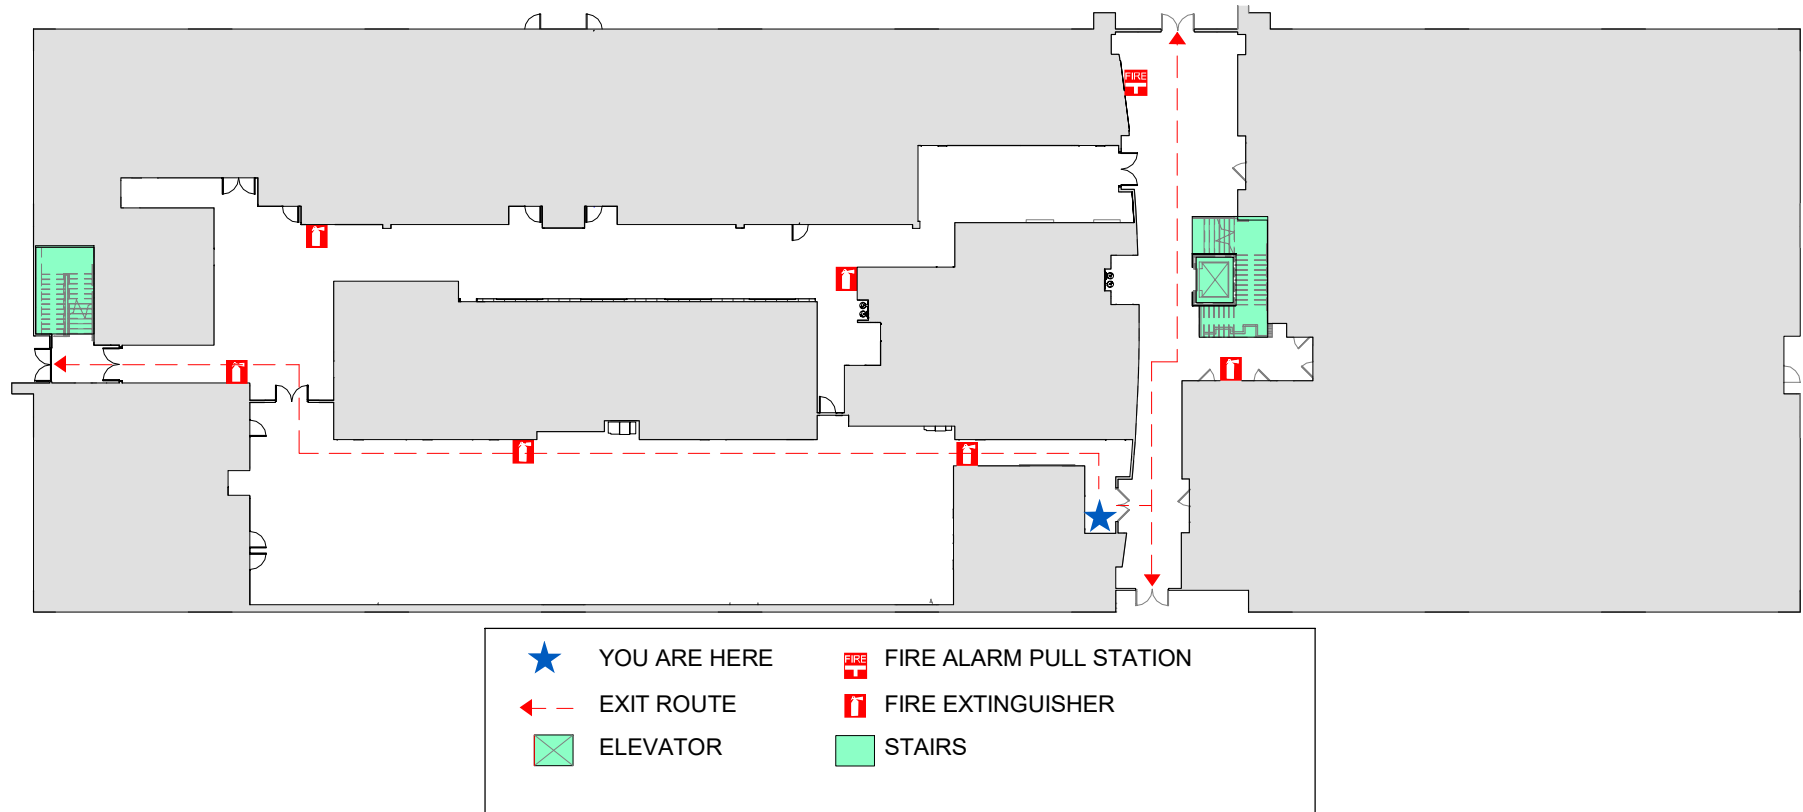 FIRE
YOU ARE HERE
FIRE
FIRE ALARM PULL STATION
EXIT ROUTE
FIRE EXTINGUISHER
ELEVATOR
STAIRS